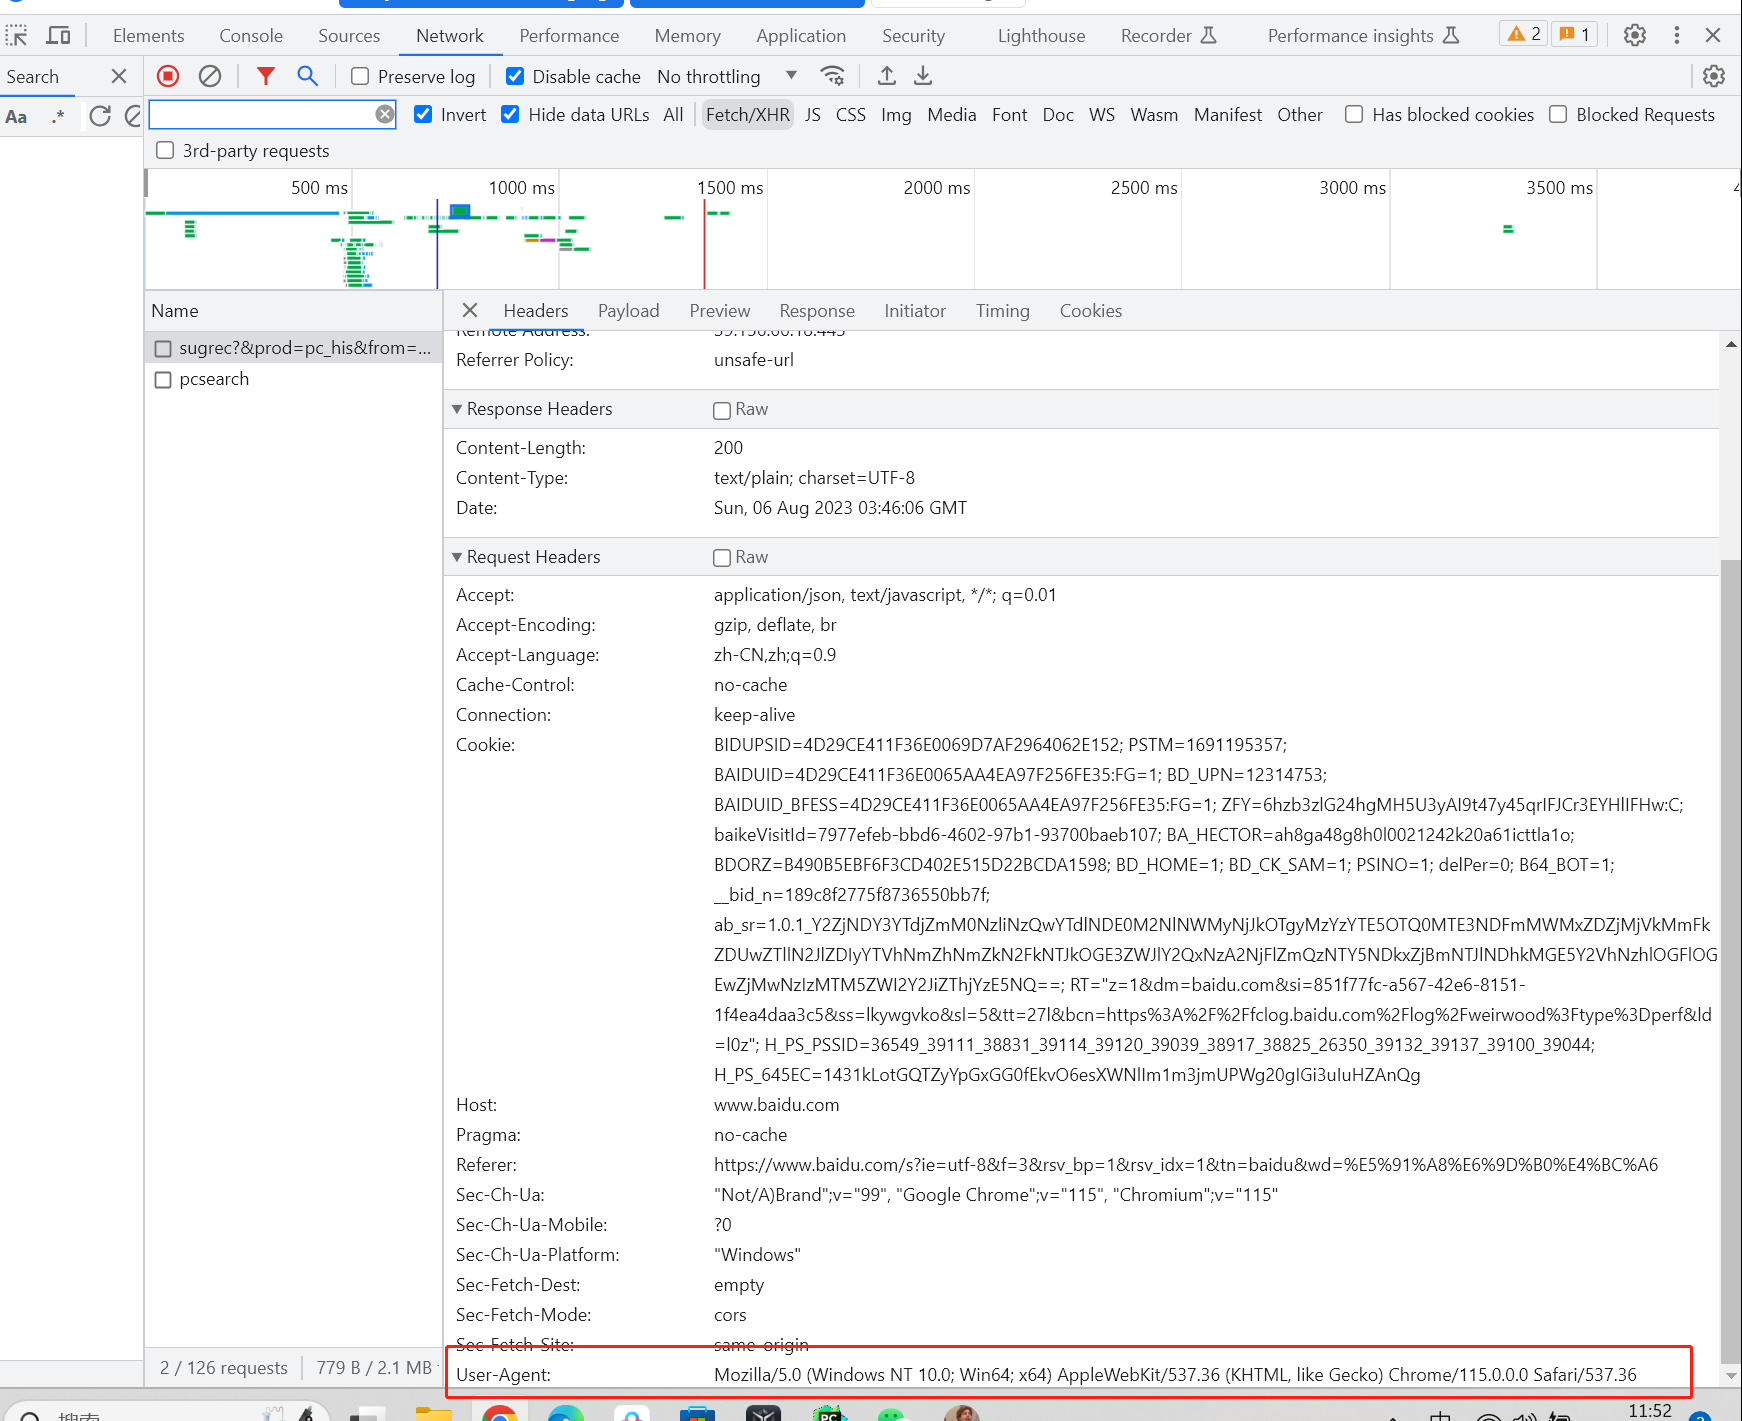 Elements Console Sources Network Performance Memory Application Security Lighthouse Recorder Performance insights 2 1
Search Preserve log Disable cache No throttling
Aa .* Invert Hide data URLs All Fetch/XHR JS CSS Img Media Font Doc WS Wasm Manifest Other Has blocked cookies Blocked Requests
3rd-party requests
500 ms 1000 ms 1500 ms 2000 ms 2500 ms 3000 ms 3500 ms
Name Headers Payload Preview Response Initiator Timing Cookies
sugrec?&prod=pc_his&from=...
pcsearch
Remote Address:
Referrer Policy: unsafe-url
Response Headers Raw
Content-Length: 200
Content-Type: text/plain; charset=UTF-8
Date: Sun, 06 Aug 2023 03:46:06 GMT
Request Headers Raw
Accept: application/json, text/javascript, */*; q=0.01
Accept-Encoding: gzip, deflate, br
Accept-Language: zh-CN,zh;q=0.9
Cache-Control: no-cache
Connection: keep-alive
Cookie: BIDUPSID=4D29CE411F36E0069D7AF2964062E152; PSTM=1691195357;
BAIDUID=4D29CE411F36E0065AA4EA97F256FE35:FG=1; BD_UPN=12314753;
BAIDUID_BFESS=4D29CE411F36E0065AA4EA97F256FE35:FG=1; ZFY=6hzb3zlG24hgMH5U3yAI9t47y45qrIFJCr3EYHlIFHw:C;
baikeVisitId=7977efeb-bbd6-4602-97b1-93700baeb107; BA_HECTOR=ah8ga48g8h0l0021242k20a61icttla1o;
BDORZ=B490B5EBF6F3CD402E515D22BCDA1598; BD_HOME=1; BD_CK_SAM=1; PSINO=1; delPer=0; B64_BOT=1;
__bid_n=189c8f2775f8736550bb7f;
ab_sr=1.0.1_Y2ZjNDY3YTdjZmM0NzliNzQwYTdlNDE0M2NlNWMyNjJkOTgyMzYzYTE5OTQ0MTE3NDFmMWMxZDZjMjVkMmFk
ZDUwZTllN2JlZDIyYTVhNmZhNmZkN2FkNTJkOGE3ZWJlY2QxNzA2NjFlZmQzNTY5NDkxZjBmNTJlNDhkMGE5Y2VhNzhlOGFlOG
EwZjMwNzIzMTM5ZWI2Y2JiZThjYzE5NQ==; RT="z=1&dm=baidu.com&si=851f77fc-a567-42e6-8151-
1f4ea4daa3c5&ss=lkywgvko&sl=5&tt=27l&bcn=https%3A%2F%2Ffclog.baidu.com%2Flog%2Fweirwood%3Ftype%3Dperf&ld
=l0z"; H_PS_PSSID=36549_39111_38831_39114_39120_39039_38917_38825_26350_39132_39137_39100_39044;
H_PS_645EC=1431kLotGQTZyYpGxGG0fEkvO6esXWNlIm1m3jmUPWg20gIGi3uIuHZAnQg
Host: www.baidu.com
Pragma: no-cache
Referer: https://www.baidu.com/s?ie=utf-8&f=3&rsv_bp=1&rsv_idx=1&tn=baidu&wd=%E5%91%A8%E6%9D%B0%E4%BC%A6
Sec-Ch-Ua: "Not/A)Brand";v="99", "Google Chrome";v="115", "Chromium";v="115"
Sec-Ch-Ua-Mobile: ?0
Sec-Ch-Ua-Platform: "Windows"
Sec-Fetch-Dest: empty
Sec-Fetch-Mode: cors
Sec-Fetch-Site: same-origin
User-Agent: Mozilla/5.0 (Windows NT 10.0; Win64; x64) AppleWebKit/537.36 (KHTML, like Gecko) Chrome/115.0.0.0 Safari/537.36
2 / 126 requests 779 B / 2.1 MB
搜索 PC 中 11:52